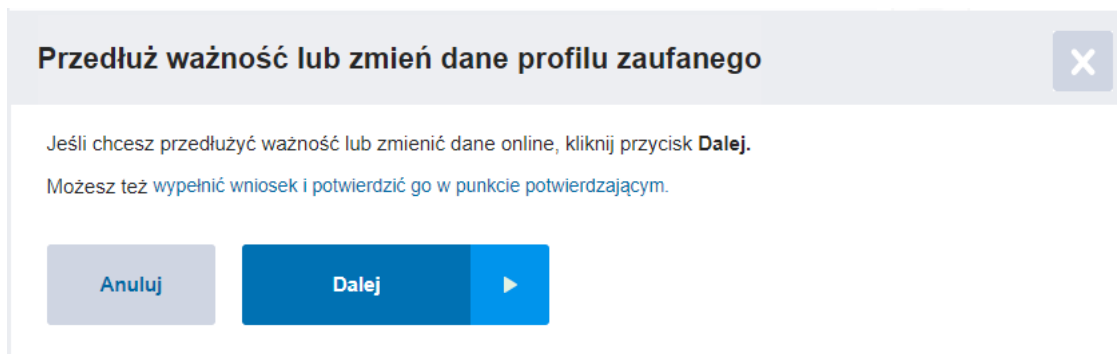 Przedłuż ważność lub zmień dane profilu zaufanego
Jeśli chcesz przedłużyć ważność lub zmienić dane online, kliknij przycisk Dalej.
Możesz też wypełnić wniosek i potwierdzić go w punkcie potwierdzającym.
Anuluj
Dalej